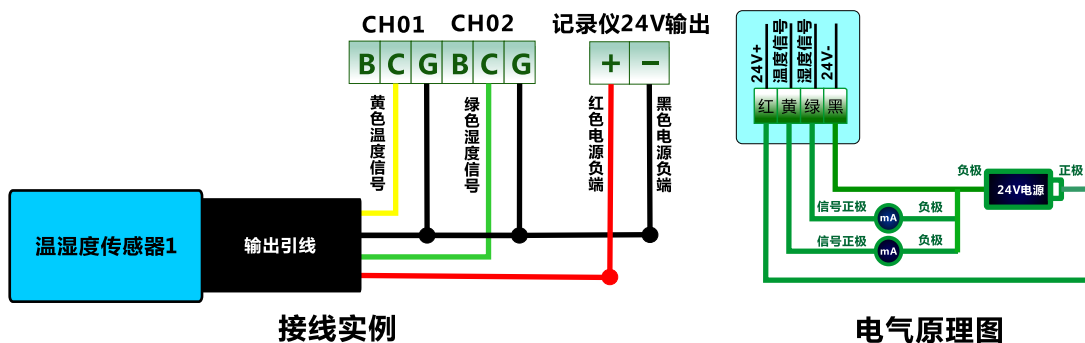 CH01
CH02
记录仪24V输出
B C G B C G
+ −
黄色温度信号
绿色湿度信号
红色电源负端
黑色电源负端
温湿度传感器1
输出引线
接线实例
24V+
温度信号
湿度信号
24V-
红 黄 绿 黑
负极
正极
24V电源
信号正极
mA
负极
信号正极
mA
负极
电气原理图